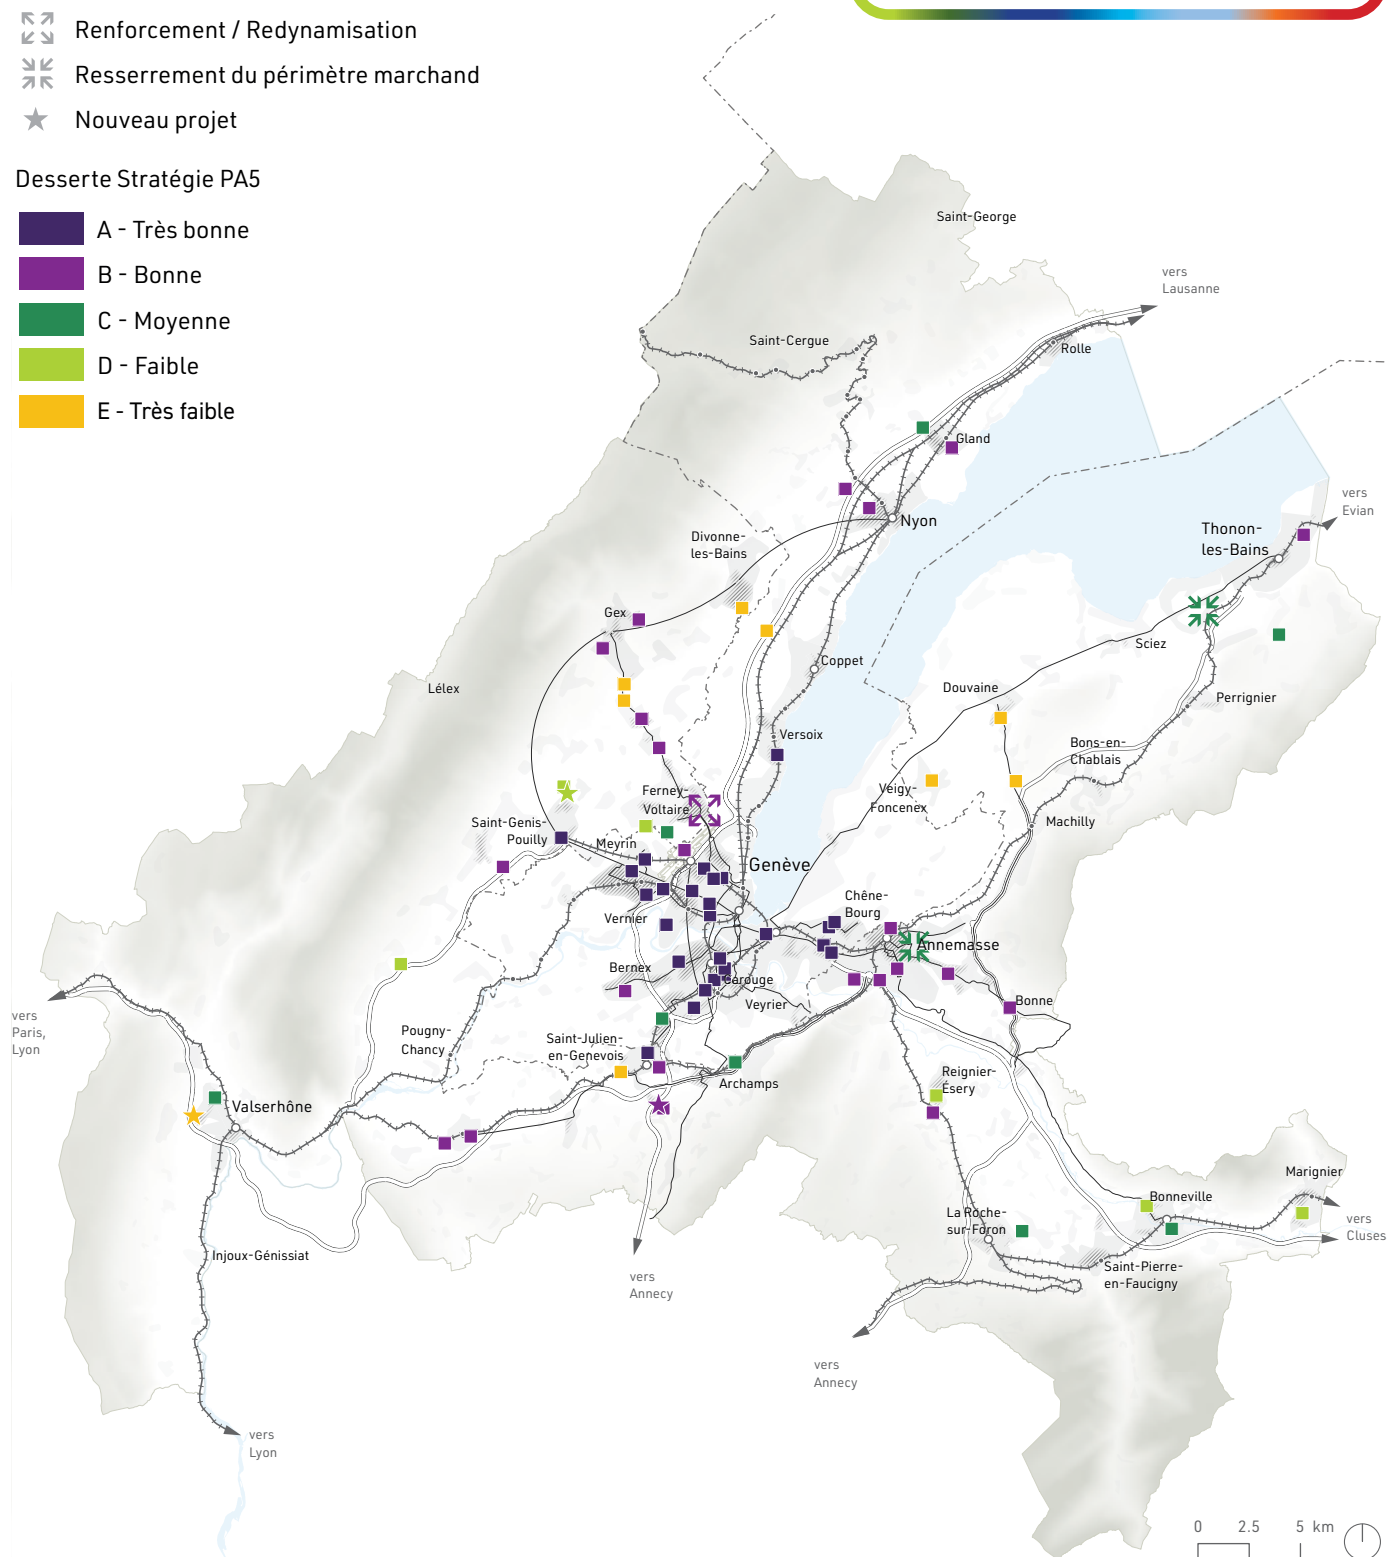 Renforcement / Redynamisation
Resserrement du périmètre marchand
Nouveau projet
Desserte Stratégie PA5
A - Très bonne
B - Bonne
C - Moyenne
D - Faible
E - Très faible
Saint-George
vers
Lausanne
Saint-Cergue
Rolle
Gland
vers
Evian
Nyon
Thonon-
les-Bains
Divonne-
les-Bains
Gex
Sciez
Coppet
Lélex
Douvaine
Perrignier
Versoix
Bons-en-
Chablais
Ferney-
Voltaire
Veigy-
Foncenex
Machilly
Saint-Genis-
Pouilly
Meyrin
Genève
Chêne-
Bourg
Vernier
Annemasse
Bernex
Carouge
Veyrier
Bonne
vers
Paris,
Lyon
Pougny-
Chancy
Saint-Julien-
en-Genevois
Archamps
Reignier-
Ésery
Valserhône
Marignier
Bonneville
La Roche-
sur-Foron
vers
Cluses
Injoux-Génissiat
Saint-Pierre-
en-Faucigny
vers
Annecy
vers
Annecy
vers
Lyon
0 2.5 5 km